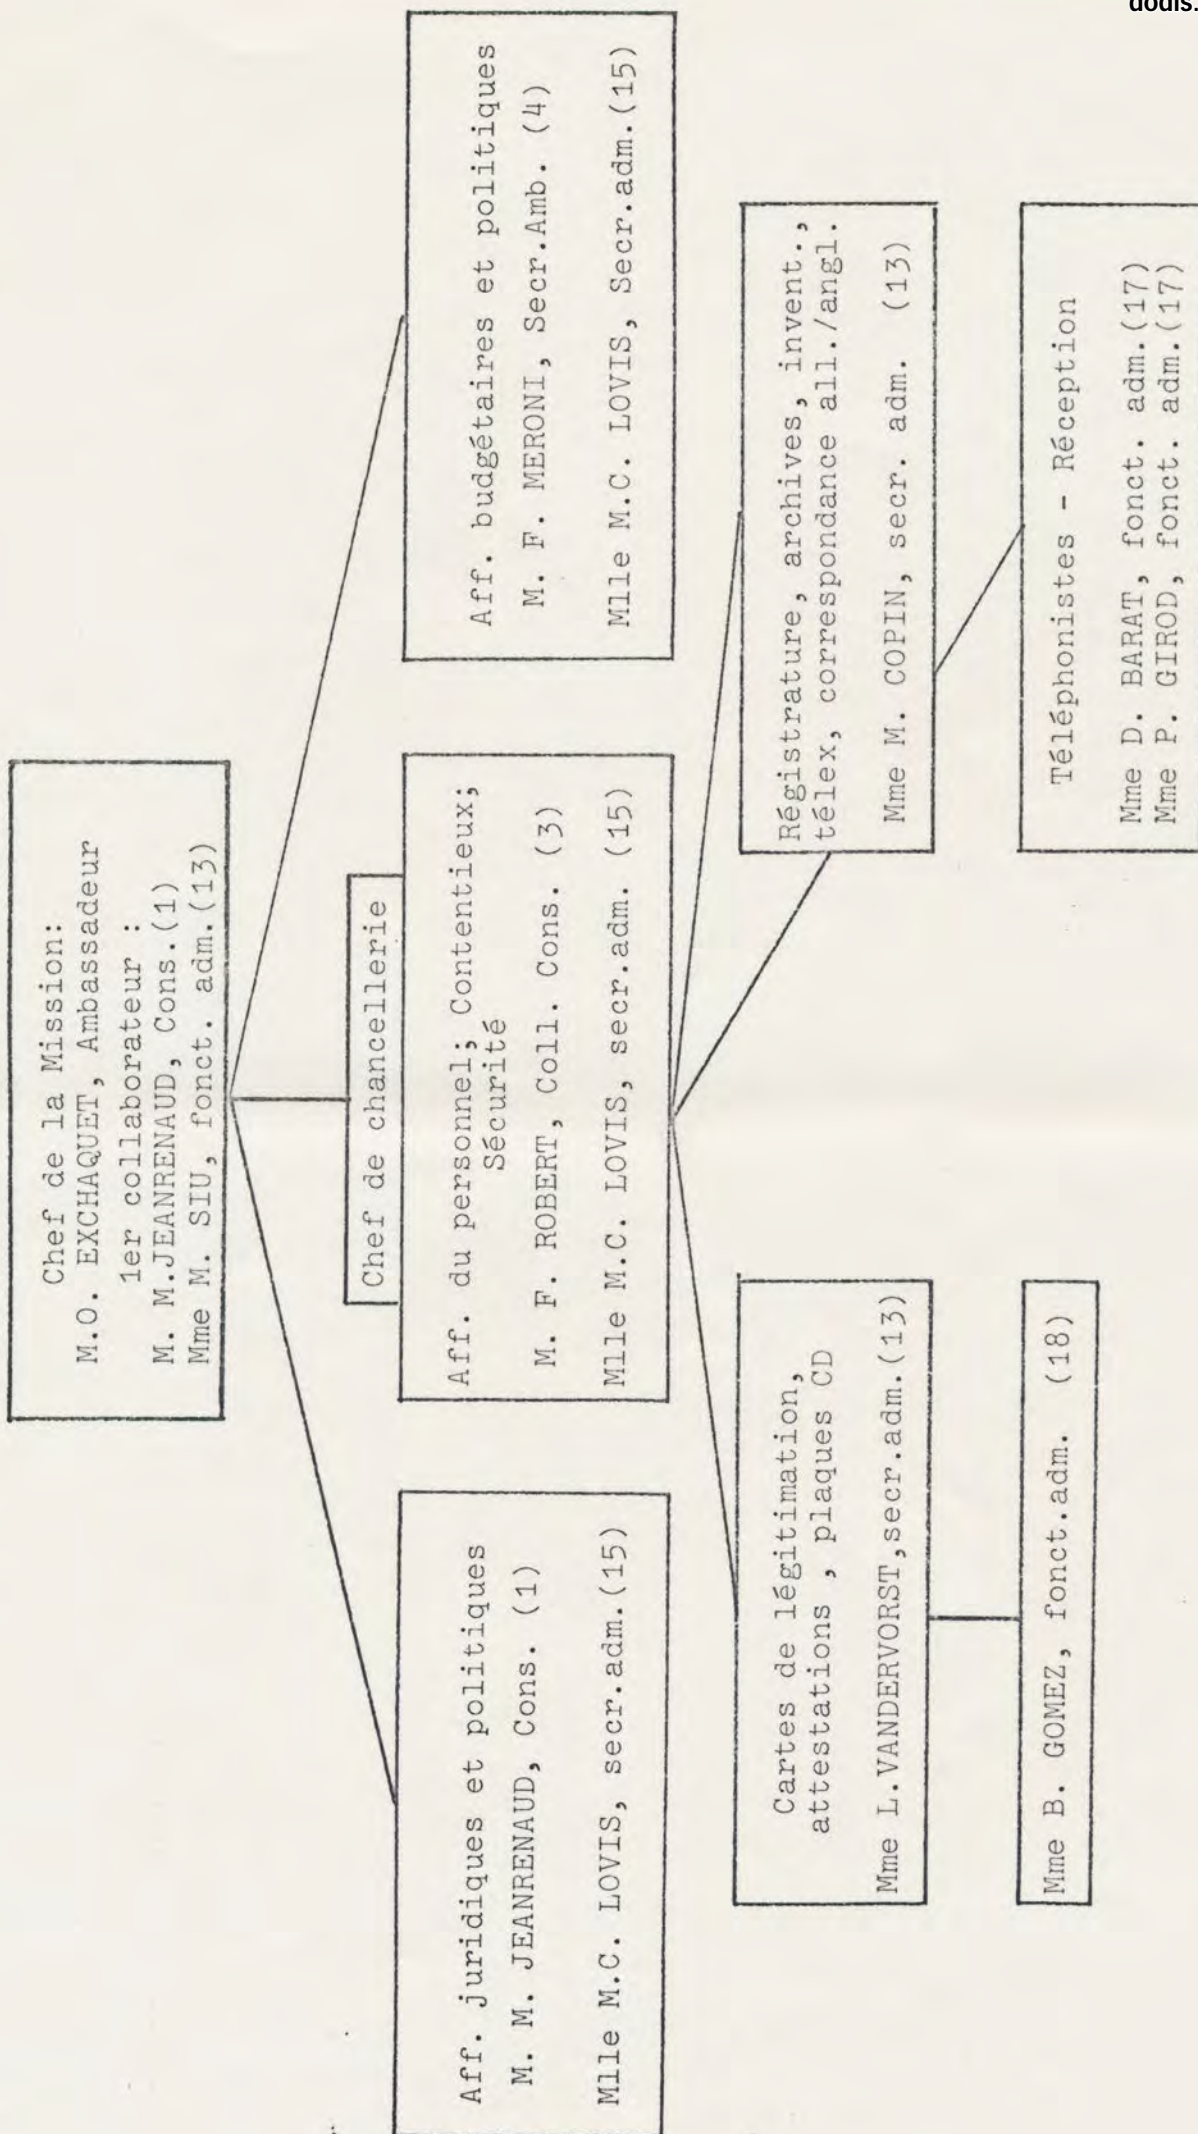 dodis.
Chef de la Mission:
M.O. EXCHAQUET, Ambassadeur
1er collaborateur :
M. M.JEANRENAUD, Cons.(1)
Mme M. SIU, fonct. adm.(13)
Aff. juridiques et politiques
M. M. JEANRENAUD, Cons. (1)
Mlle M.C. LOVIS, secr.adm.(15)
Chef de chancellerie
Aff. du personnel; Contentieux;
Sécurité
M. F. ROBERT, Coll. Cons. (3)
Mlle M.C. LOVIS, secr.adm. (15)
Aff. budgétaires et politiques
M. F. MERONI, Secr.Amb. (4)
Mlle M.C. LOVIS, Secr.adm.(15)
Cartes de légitimation,
attestations , plaques CD
Mme L.VANDERVORST,secr.adm.(13)
Mme B. GOMEZ, fonct.adm. (18)
Régistrature, archives, invent.,
télex, correspondance all./angl.
Mme M. COPIN, secr. adm. (13)
Téléphonistes - Réception
Mme D. BARAT, fonct. adm.(17)
Mme P. GIROD, fonct. adm.(17)